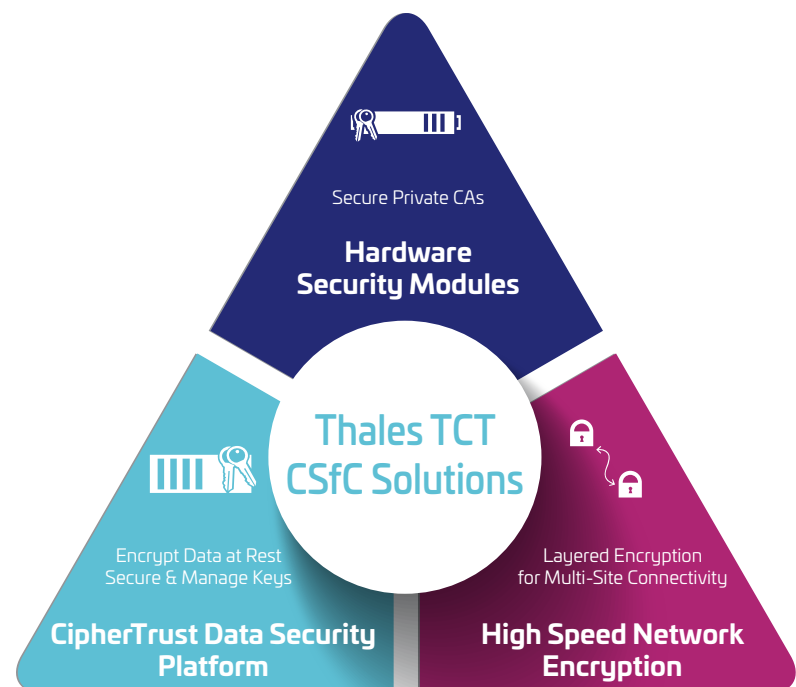 Secure Private CAs
Hardware
Security Modules
Thales TCT
CSfC Solutions
Encrypt Data at Rest
Secure & Manage Keys
CipherTrust Data Security
Platform
Layered Encryption
for Multi-Site Connectivity
High Speed Network
Encryption